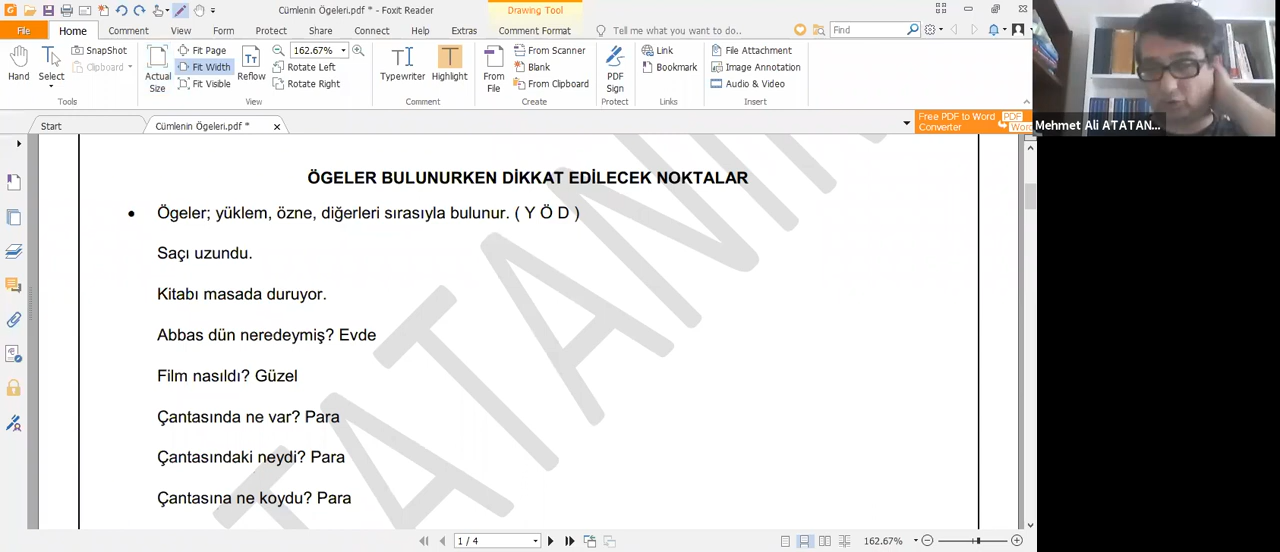 Cümlenin Ögeleri.pdf * - Foxit Reader
Drawing Tool
File
Home
Comment
View
Form
Protect
Share
Connect
Help
Extras
Comment Format
Tell me what you want to do..
Find
Hand
Select
SnapShot
Clipboard
Tools
Actual Size
Fit Page
Fit Width
Fit Visible
Reflow
162.67%
Rotate Left
Rotate Right
View
Typewriter
Highlight
Comment
From File
From Scanner
Blank
From Clipboard
Create
PDF Sign
Protect
Link
Bookmark
Links
File Attachment
Image Annotation
Audio & Video
Insert
Start
Cümlenin Ögeleri.pdf *
Free PDF to Word
Converter
PDF
Word
Mehmet Ali ATATAN...
ÖGELER BULUNURKEN DİKKAT EDİLECEK NOKTALAR
• Ögeler; yüklem, özne, diğerleri sırasıyla bulunur. ( Y Ö D )
Saçı uzundu.
Kitabı masada duruyor.
Abbas dün neredeymiş? Evde
Film nasıldı? Güzel
Çantasında ne var? Para
Çantasındaki neydi? Para
Çantasına ne koydu? Para
1 / 4
162.67%